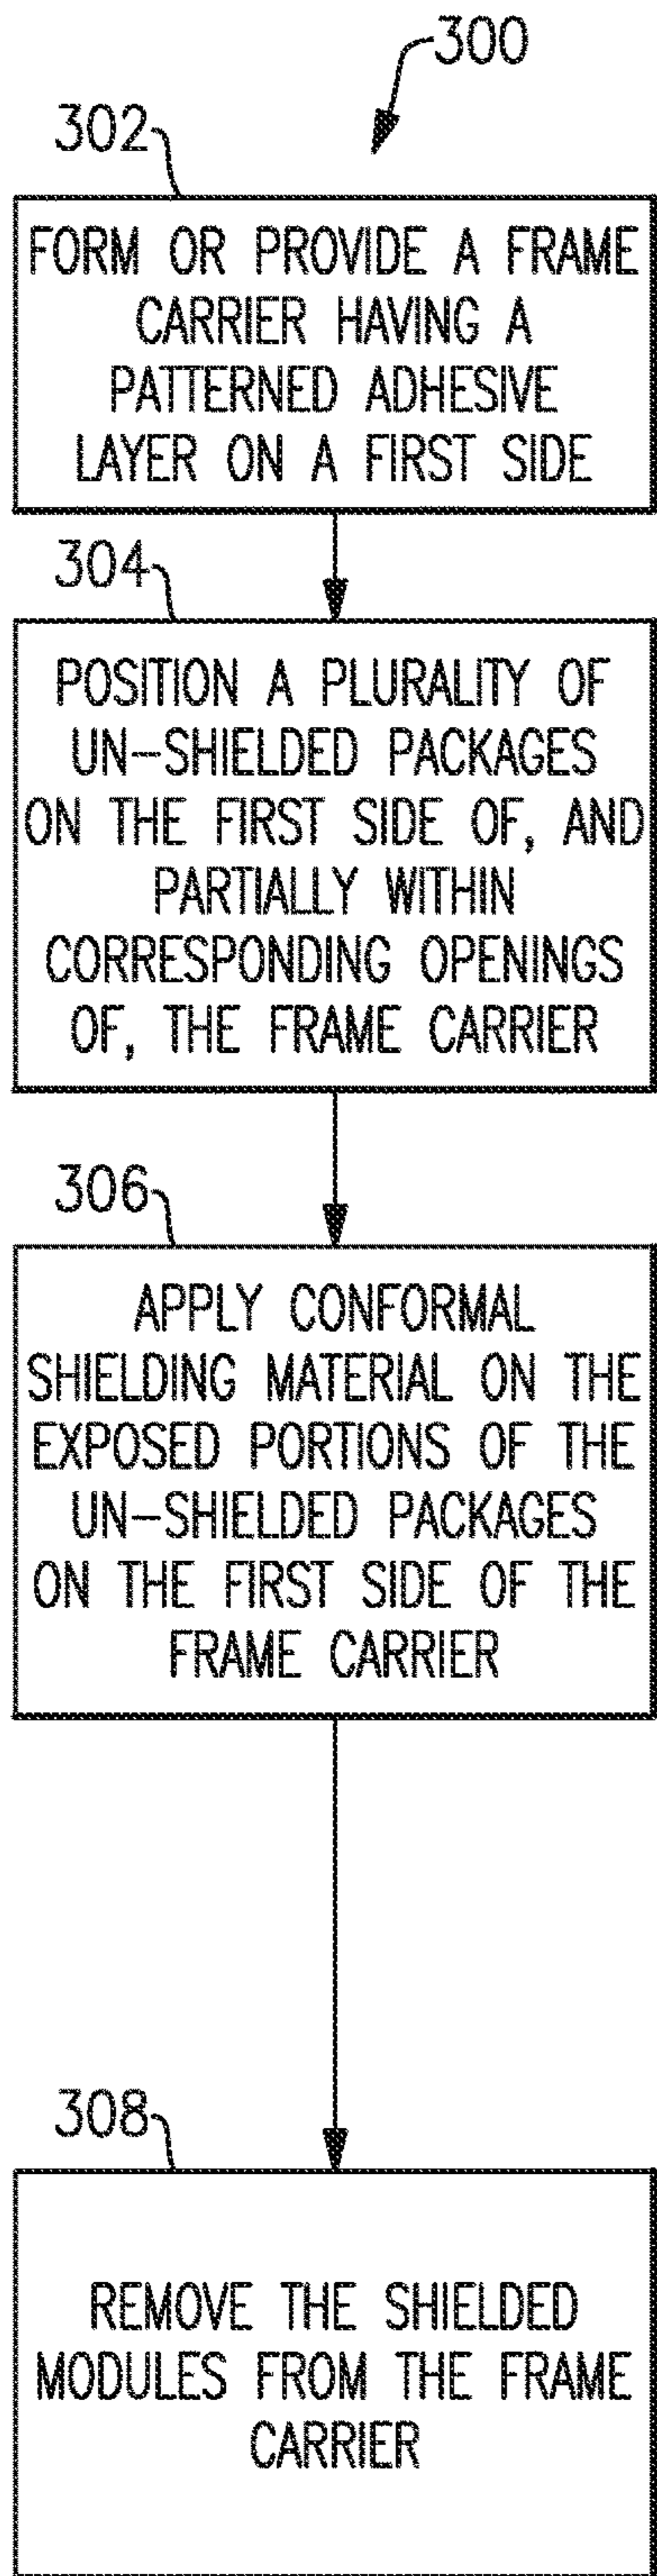 300
302
FORM OR PROVIDE A FRAME
CARRIER HAVING A
PATTERNED ADHESIVE
LAYER ON A FIRST SIDE
304
POSITION A PLURALITY OF
UN-SHIELDED PACKAGES
ON THE FIRST SIDE OF, AND
PARTIALLY WITHIN
CORRESPONDING OPENINGS
OF, THE FRAME CARRIER
306
APPLY CONFORMAL
SHIELDING MATERIAL ON THE
EXPOSED PORTIONS OF THE
UN-SHIELDED PACKAGES
ON THE FIRST SIDE OF THE
FRAME CARRIER
308
REMOVE THE SHIELDED
MODULES FROM THE FRAME
CARRIER